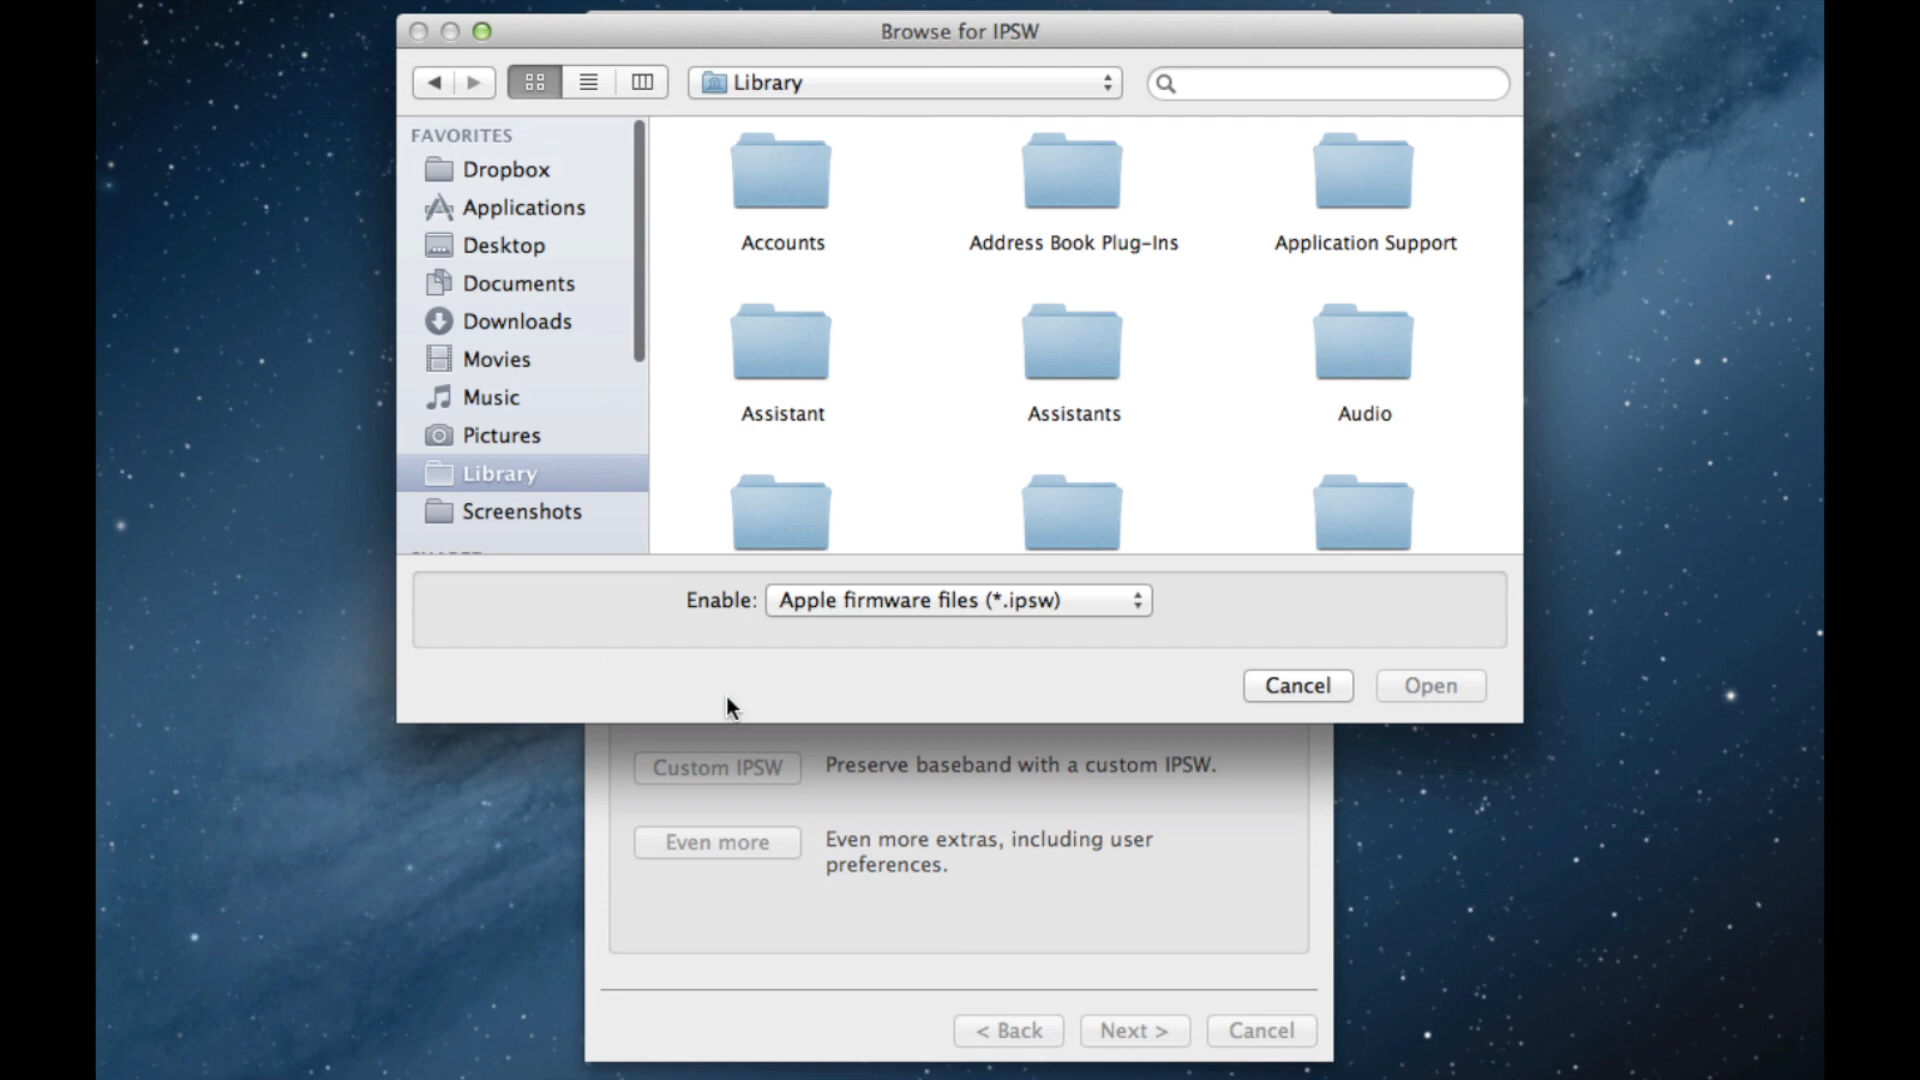 Browse for IPSW
Library
FAVORITES
Dropbox
Applications
Desktop
Documents
Downloads
Movies
Music
Pictures
Library
Screenshots
Accounts
Address Book Plug-Ins
Application Support
Assistant
Assistants
Audio
Enable: Apple firmware files (*.ipsw)
Cancel
Open
Custom IPSW
Preserve baseband with a custom IPSW.
Even more
Even more extras, including user
preferences.
< Back
Next >
Cancel